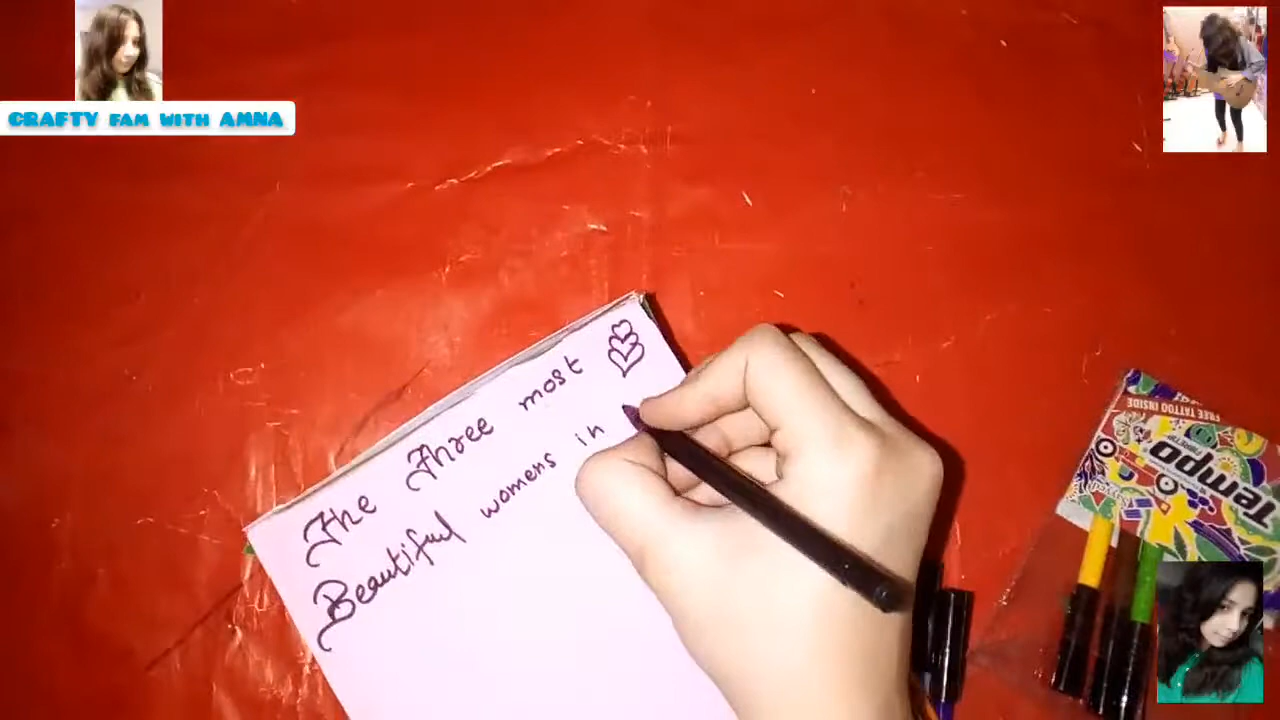 CRAFTY FAM WITH AMNA
The Three most
Beautiful womens in
FREE TATTOO INSIDE
Tempo